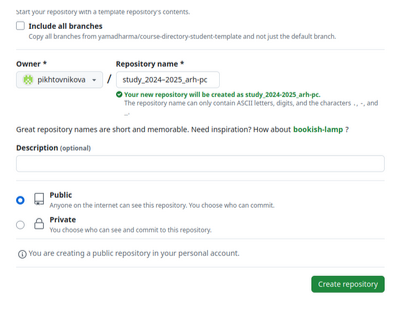 Start your repository with a template repository's contents.
Include all branches
Copy all branches from yamadharma/course-directory-student-template and not just the default branch.
Owner * Repository name *
pikhtovnikova / study_2024–2025_arh-pc
Your new repository will be created as study_2024-2025_arh-pc.
The repository name can only contain ASCII letters, digits, and the characters ., -, and
_.
Great repository names are short and memorable. Need inspiration? How about bookish-lamp ?
Description (optional)
Public
Anyone on the internet can see this repository. You choose who can commit.
Private
You choose who can see and commit to this repository.
You are creating a public repository in your personal account.
Create repository